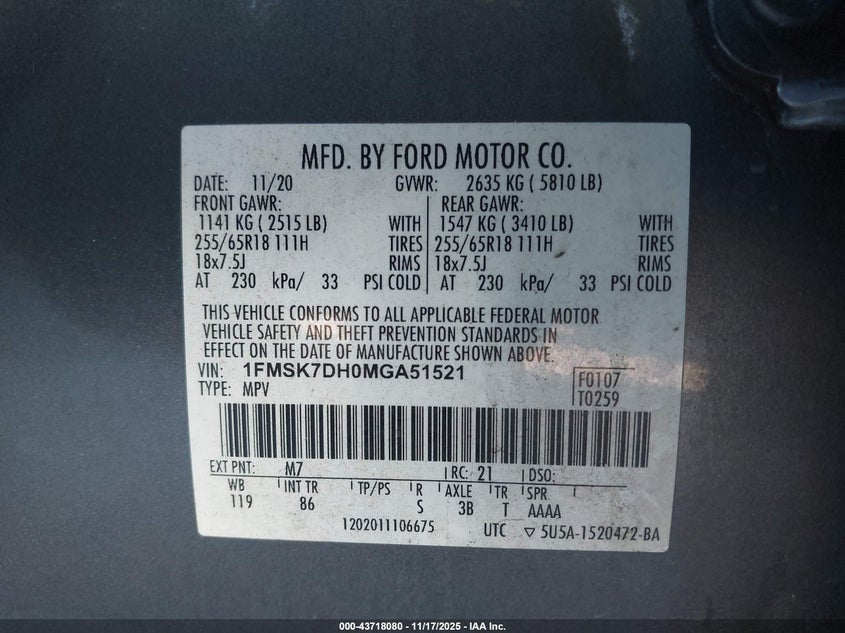 MFD. BY FORD MOTOR CO.
DATE: 11/20 GVWR: 2635 KG ( 5810 LB)
FRONT GAWR: REAR GAWR:
1141 KG ( 2515 LB) WITH 1547 KG ( 3410 LB) WITH
255/65R18 111H TIRES 255/65R18 111H TIRES
18x7.5J RIMS 18x7.5J RIMS
AT 230 kPa/ 33 PSI COLD AT 230 kPa/ 33 PSI COLD
THIS VEHICLE CONFORMS TO ALL APPLICABLE FEDERAL MOTOR
VEHICLE SAFETY AND THEFT PREVENTION STANDARDS IN
EFFECT ON THE DATE OF MANUFACTURE SHOWN ABOVE.
VIN: 1FMSK7DH0MGA51521 F0107
TYPE: MPV T0259
EXT PNT: M7 RC: 21 DSO:
WB INT TR TP/PS R AXLE TR SPR
119 86 S 3B T AAAA
1202011106675 UTC ▽ 5U5A-1520472-BA
000-43718080 - 11/17/2025 - IAA Inc.